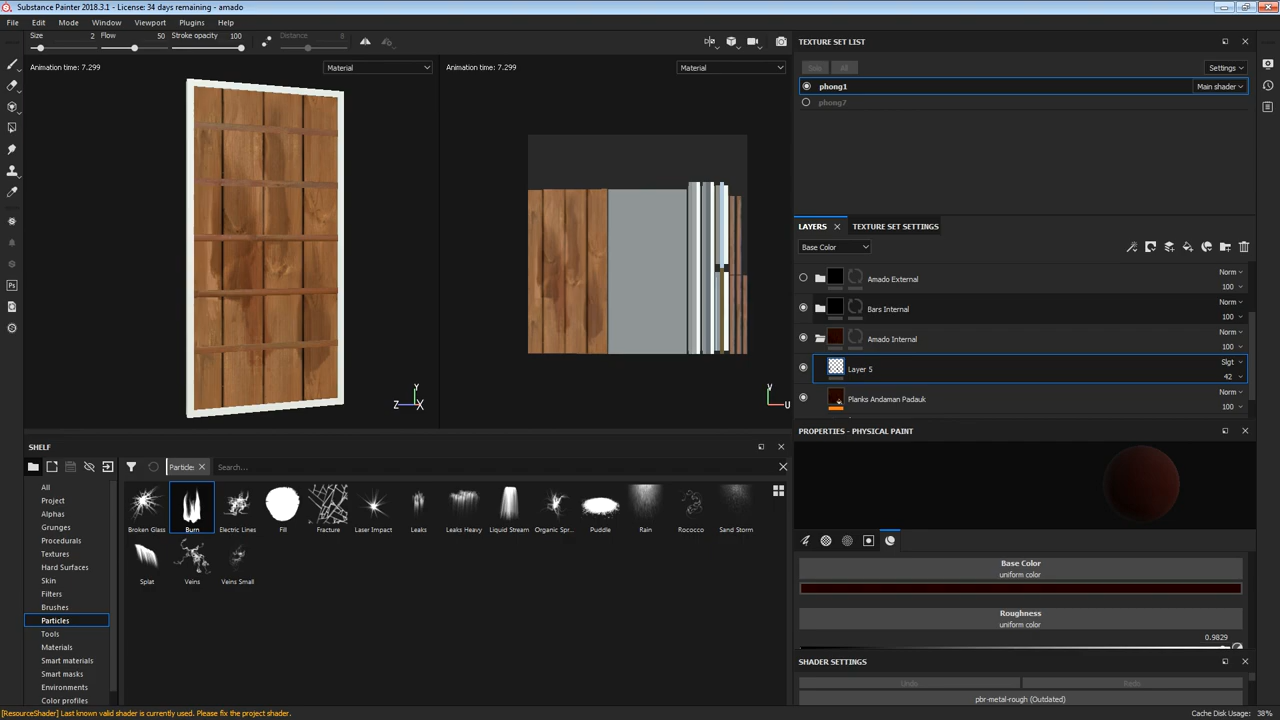 Substance Painter 2018.3.1 - License: 34 days remaining - amado
File Edit Mode Window Viewport Plugins Help
Size 2 Flow 50 Stroke opacity 100 Distance 8
Animation time: 7.299 Material Animation time: 7.299 Material
Y
Z X
V
U
TEXTURE SET LIST
Solo All Settings
phong1 Main shader
phong7
LAYERS TEXTURE SET SETTINGS
Base Color
Amado External Norm 100
Bars Internal Norm 100
Amado Internal Norm 100
Layer 5 Slgt 42
Planks Andaman Padauk Norm 100
PROPERTIES - PHYSICAL PAINT
Base Color
uniform color
Roughness
uniform color
0.9829
SHADER SETTINGS
Undo Redo
pbr-metal-rough (Outdated)
SHELF
Particle Search...
All
Project
Alphas
Grunges
Procedurals
Textures
Hard Surfaces
Skin
Filters
Brushes
Particles
Tools
Materials
Smart materials
Smart masks
Environments
Color profiles
Broken Glass Burn Electric Lines Fill Fracture Laser Impact Leaks Leaks Heavy Liquid Stream Organic Spr... Puddle Rain Rococco Sand Storm
Splat Veins Veins Small
[ResourceShader] Last known valid shader is currently used. Please fix the project shader.
Cache Disk Usage: 38%